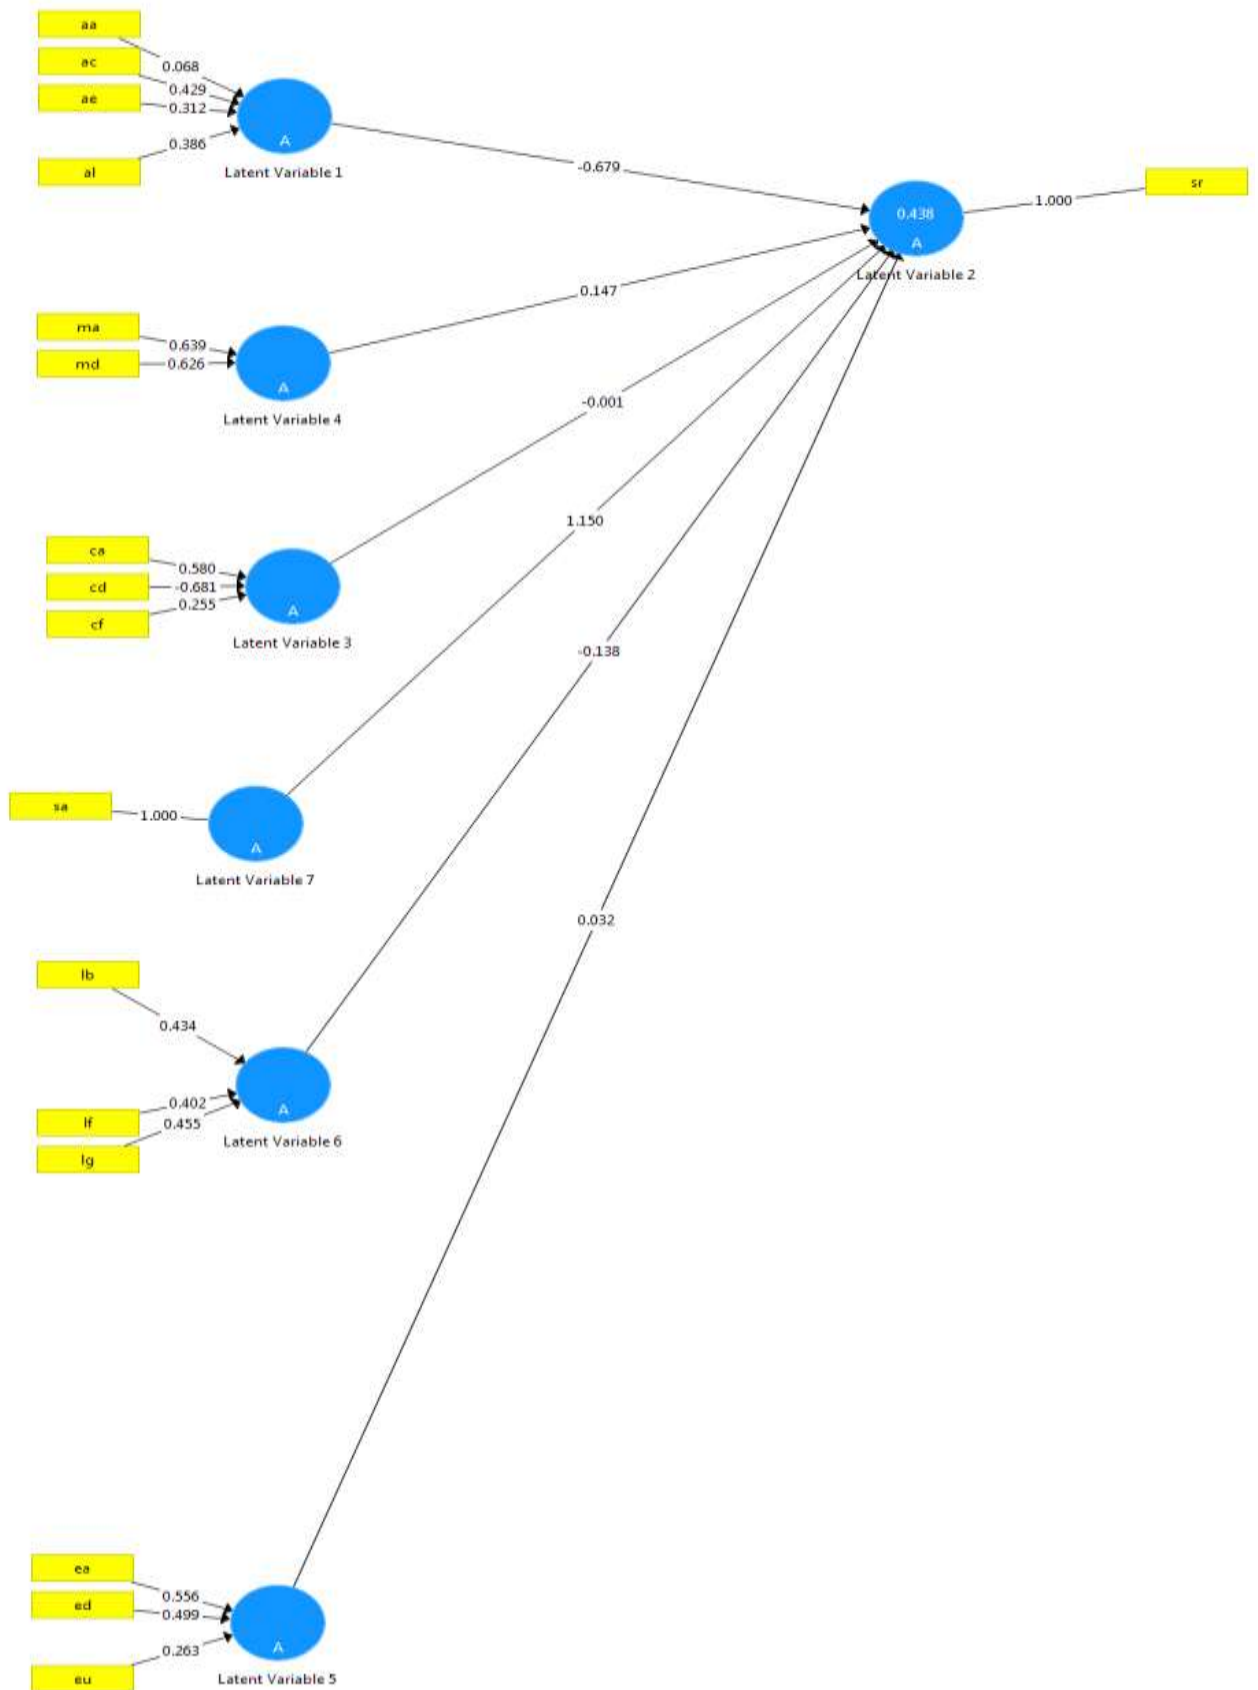 aa
0.068
ac
0.429
ae
0.312
al
0.386
A
Latent Variable 1
-0.679
0.438
A
Latent Variable 2
1.000
sr
ma
0.639
md
0.626
A
Latent Variable 4
0.147
ca
0.580
cd
-0.681
cf
0.255
A
Latent Variable 3
-0.001
sa
1.000
A
Latent Variable 7
1.150
lb
0.434
lf
0.402
lg
0.455
A
Latent Variable 6
-0.138
ea
0.556
ed
0.499
eu
0.263
A
Latent Variable 5
0.032